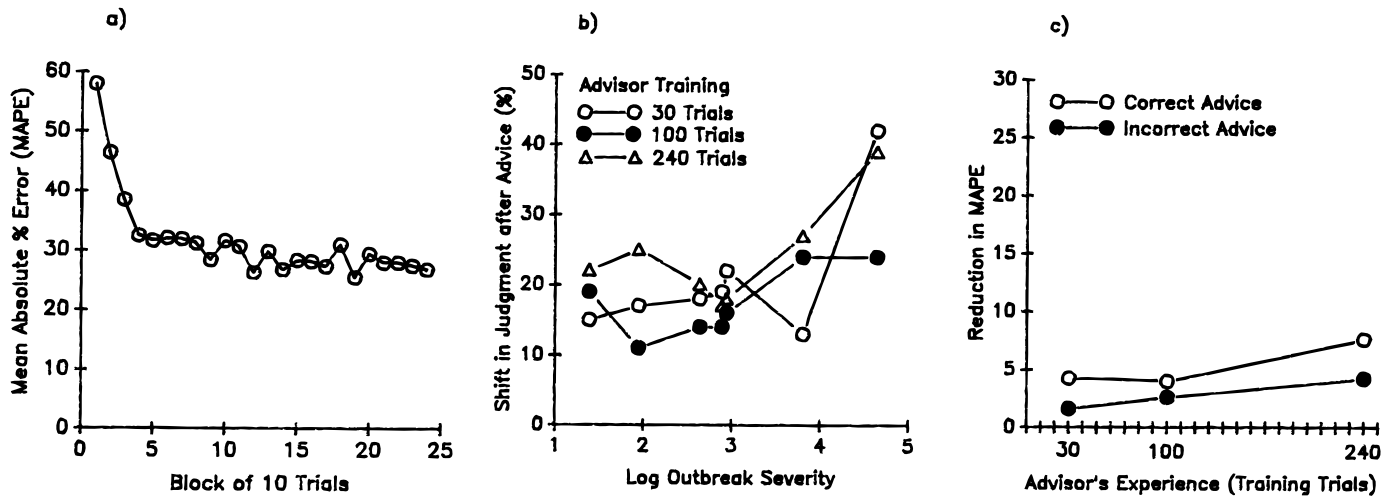 a)
Mean Absolute % Error (MAPE)
60
50
40
30
20
10
0
0 5 10 15 20 25
Block of 10 Trials
b)
Shift in Judgment after Advice (%)
50
40
30
20
10
0
Advisor Training
30 Trials
100 Trials
240 Trials
1 2 3 4 5
Log Outbreak Severity
c)
Reduction in MAPE
30
25
20
15
10
5
0
Correct Advice
Incorrect Advice
30 100 240
Advisor's Experience (Training Trials)